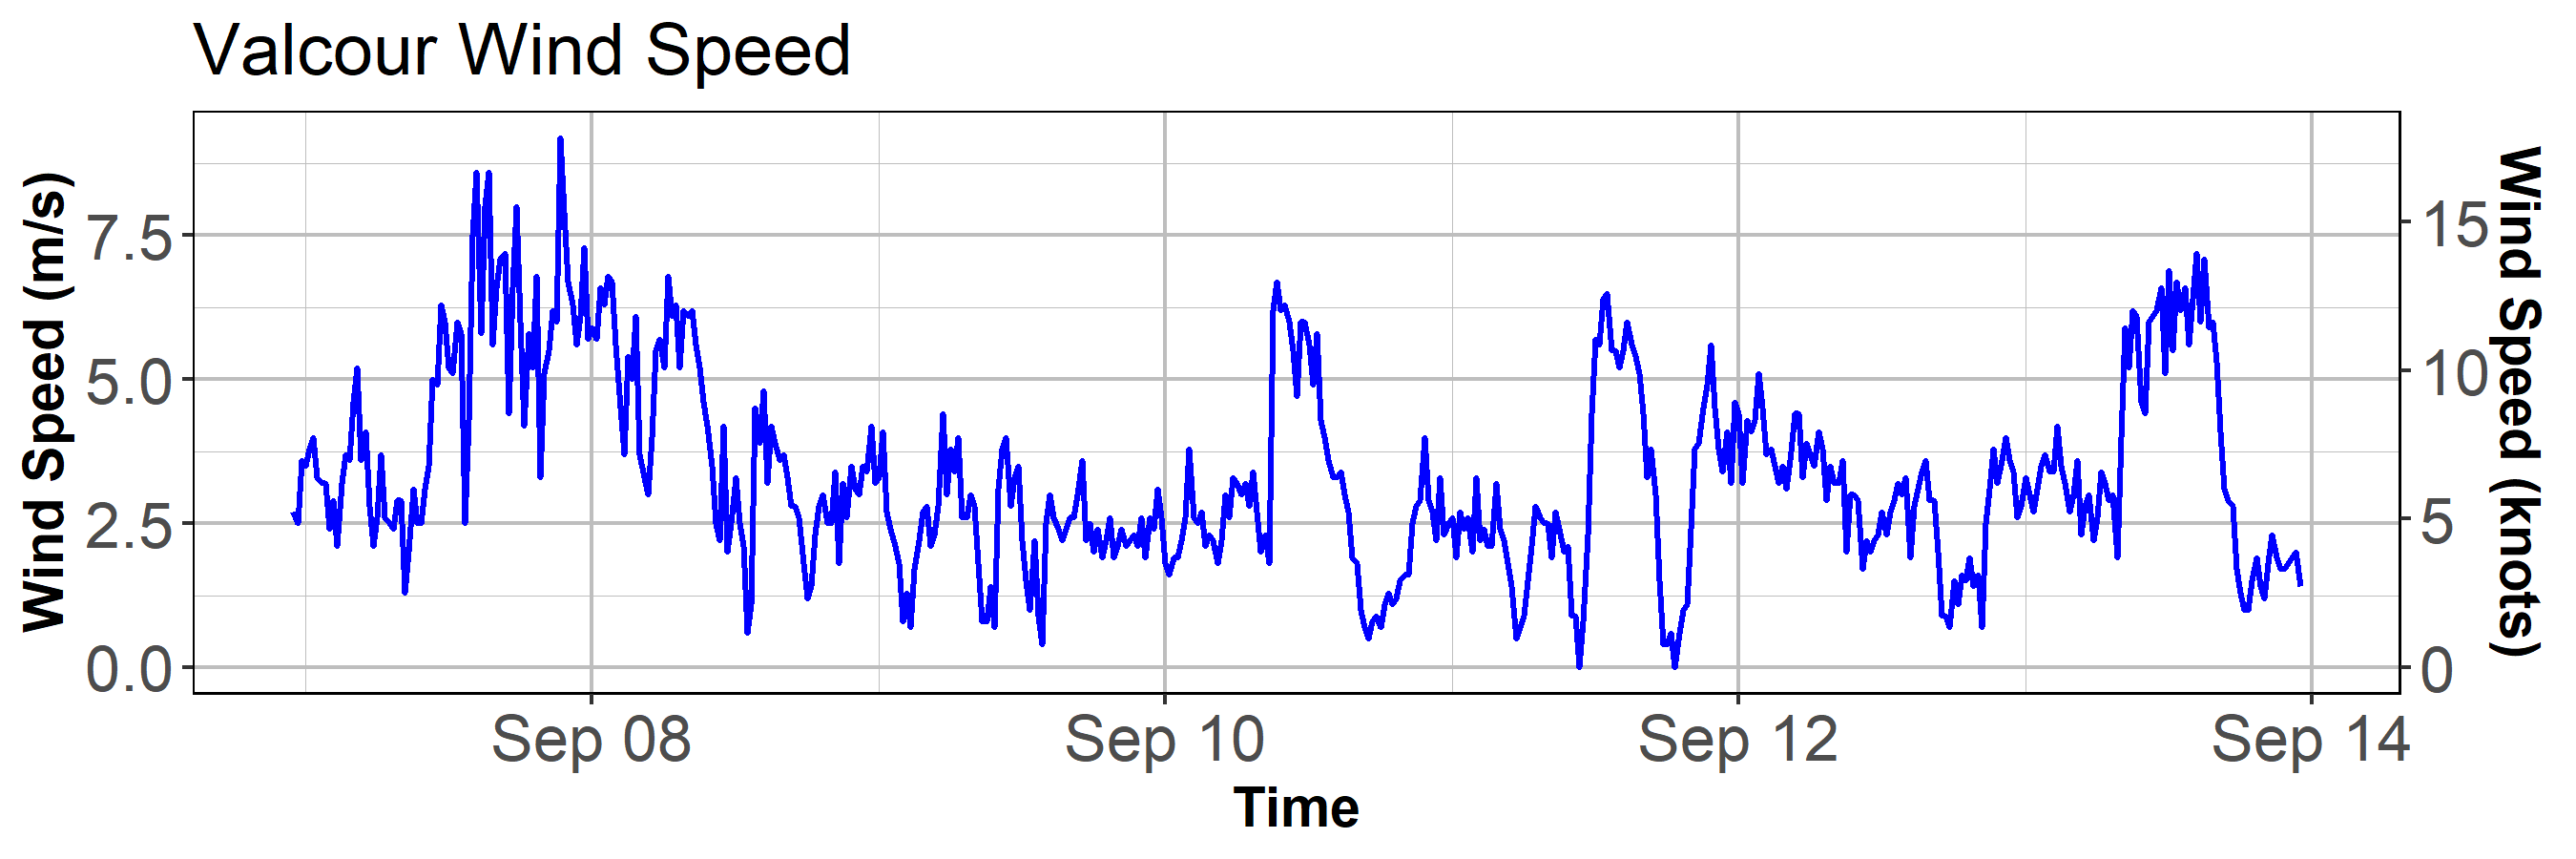 Valcour Wind Speed
Wind Speed (m/s)
7.5
5.0
2.5
0.0
15
10
5
0
Wind Speed (knots)
Sep 08 Sep 10 Sep 12 Sep 14
Time